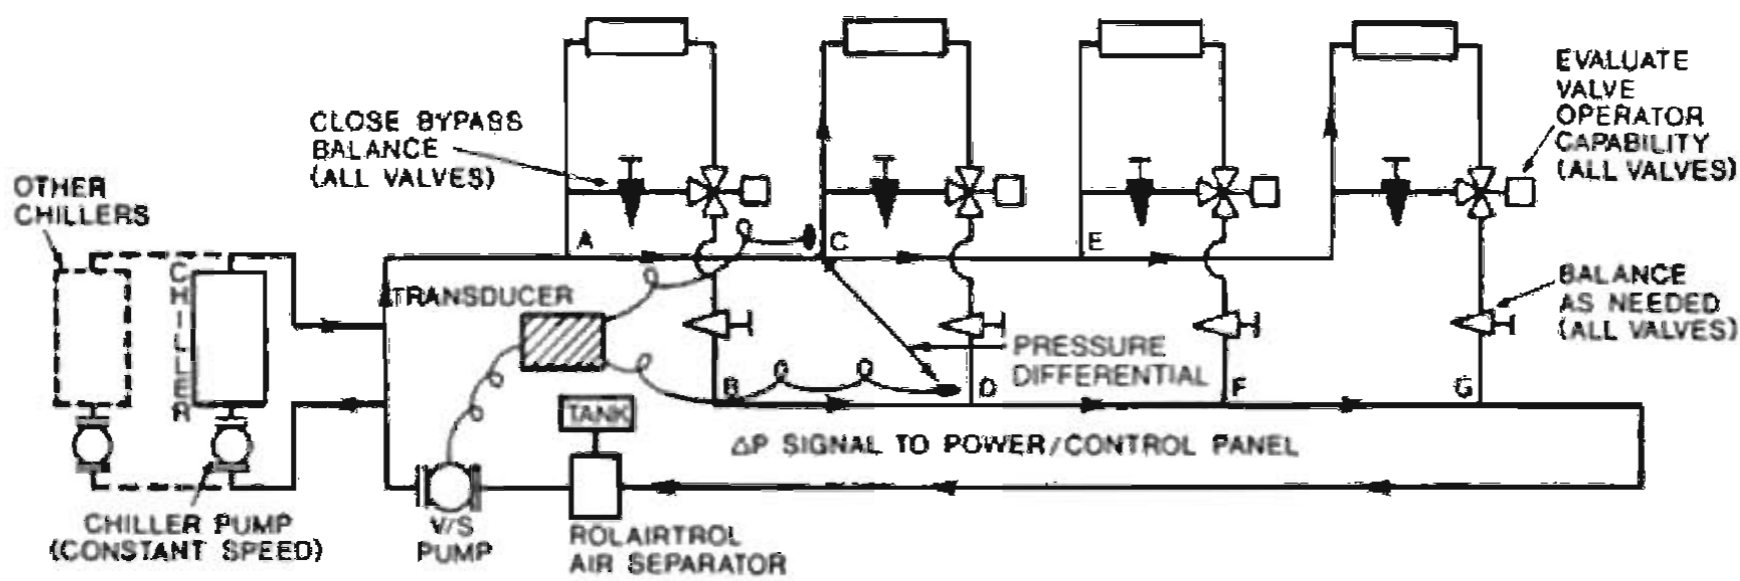 EVALUATE
VALVE
OPERATOR
CAPABILITY
(ALL VALVES)
CLOSE BYPASS
BALANCE
(ALL VALVES)
OTHER
CHILLERS
CHILLER
A
C
E
TRANSDUCER
BALANCE
AS NEEDED
(ALL VALVES)
PRESSURE
DIFFERENTIAL
B
D
F
G
TANK
ΔP SIGNAL TO POWER/CONTROL PANEL
CHILLER PUMP
(CONSTANT SPEED)
V/S
PUMP
ROLAIRTROL
AIR SEPARATOR